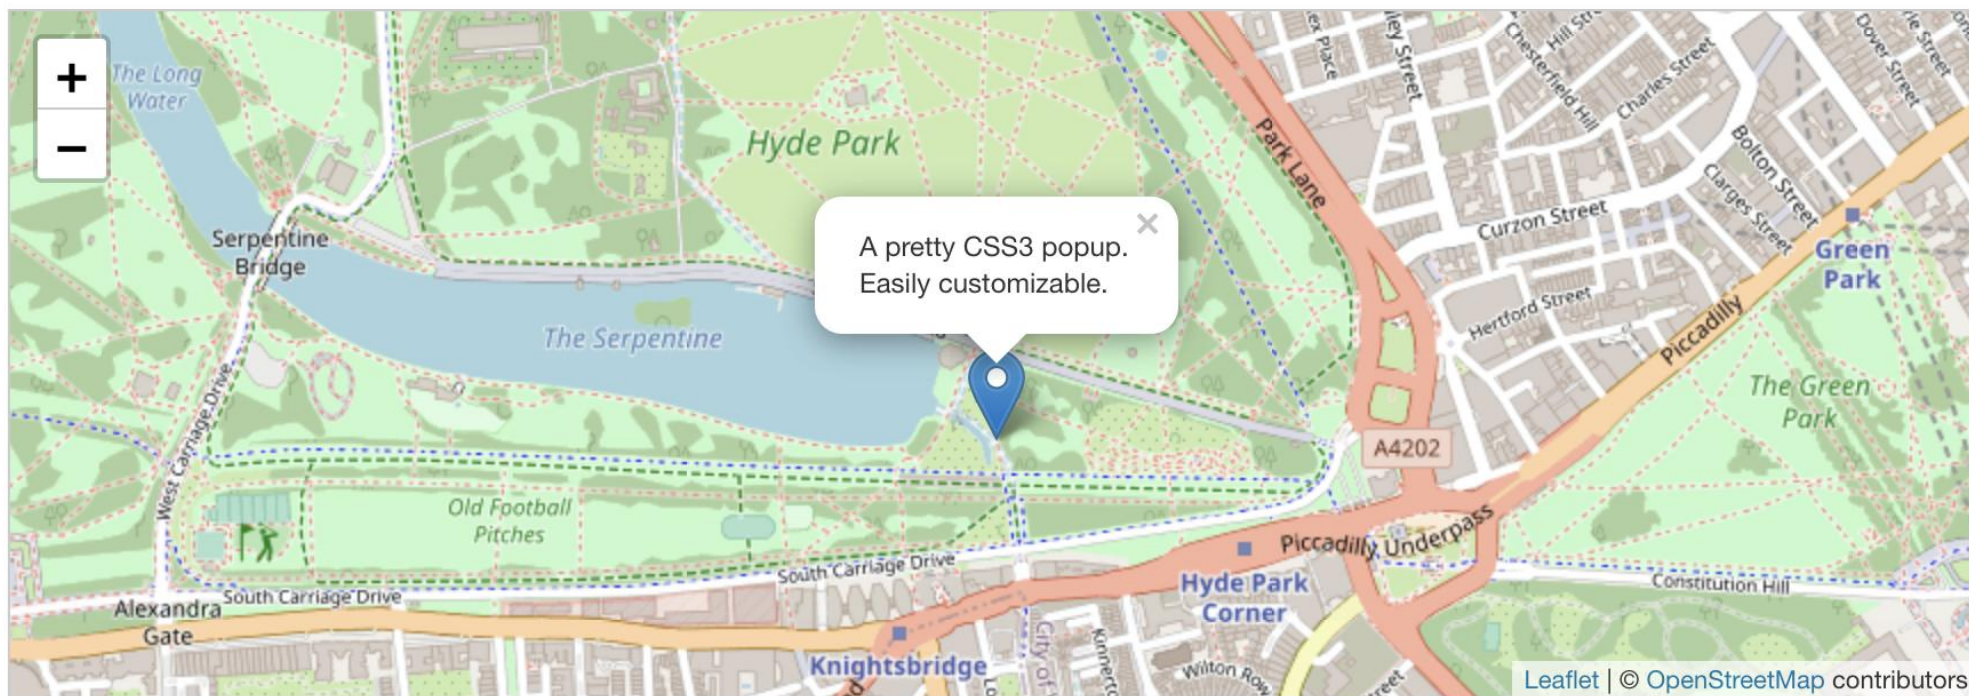 +
−
The Long
Water
Hyde Park
Serpentine
Bridge
The Serpentine
A pretty CSS3 popup.
Easily customizable.
×
Park Lane
Chesterfield Hill
Charles Street
Dover Street
Bolton Street
Clarges Street
Curzon Street
Hertford Street
Green
Park
Piccadilly
The Green
Park
A4202
West Carriage Drive
Old Football
Pitches
South Carriage Drive
South Carriage Drive
Alexandra
Gate
Piccadilly Underpass
Hyde Park
Corner
Constitution Hill
Knightsbridge
City of
Wilton Row
Leaflet | © OpenStreetMap contributors